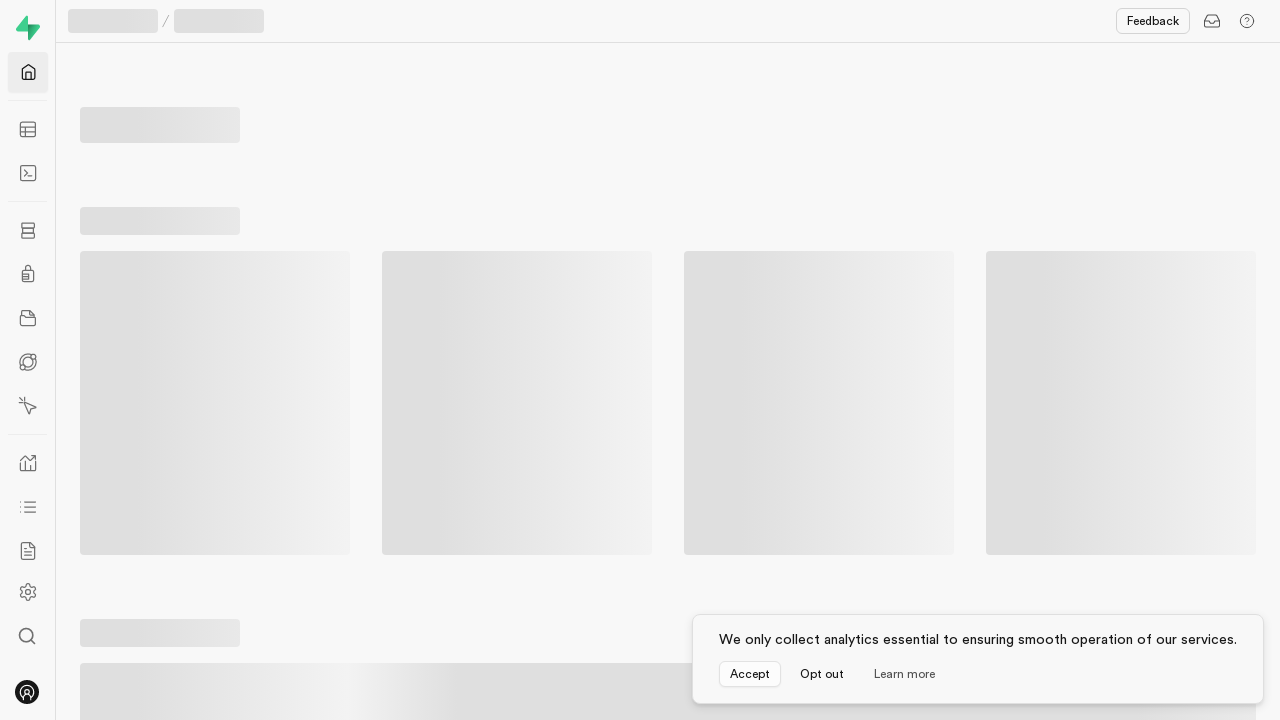 /
Feedback
We only collect analytics essential to ensuring smooth operation of our services.
Accept Opt out Learn more